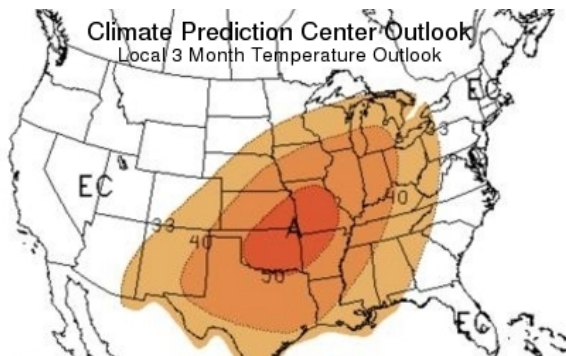 Climate Prediction Center Outlook
Local 3 Month Temperature Outlook
EC
33
EC
40
33
A
40
50
EC